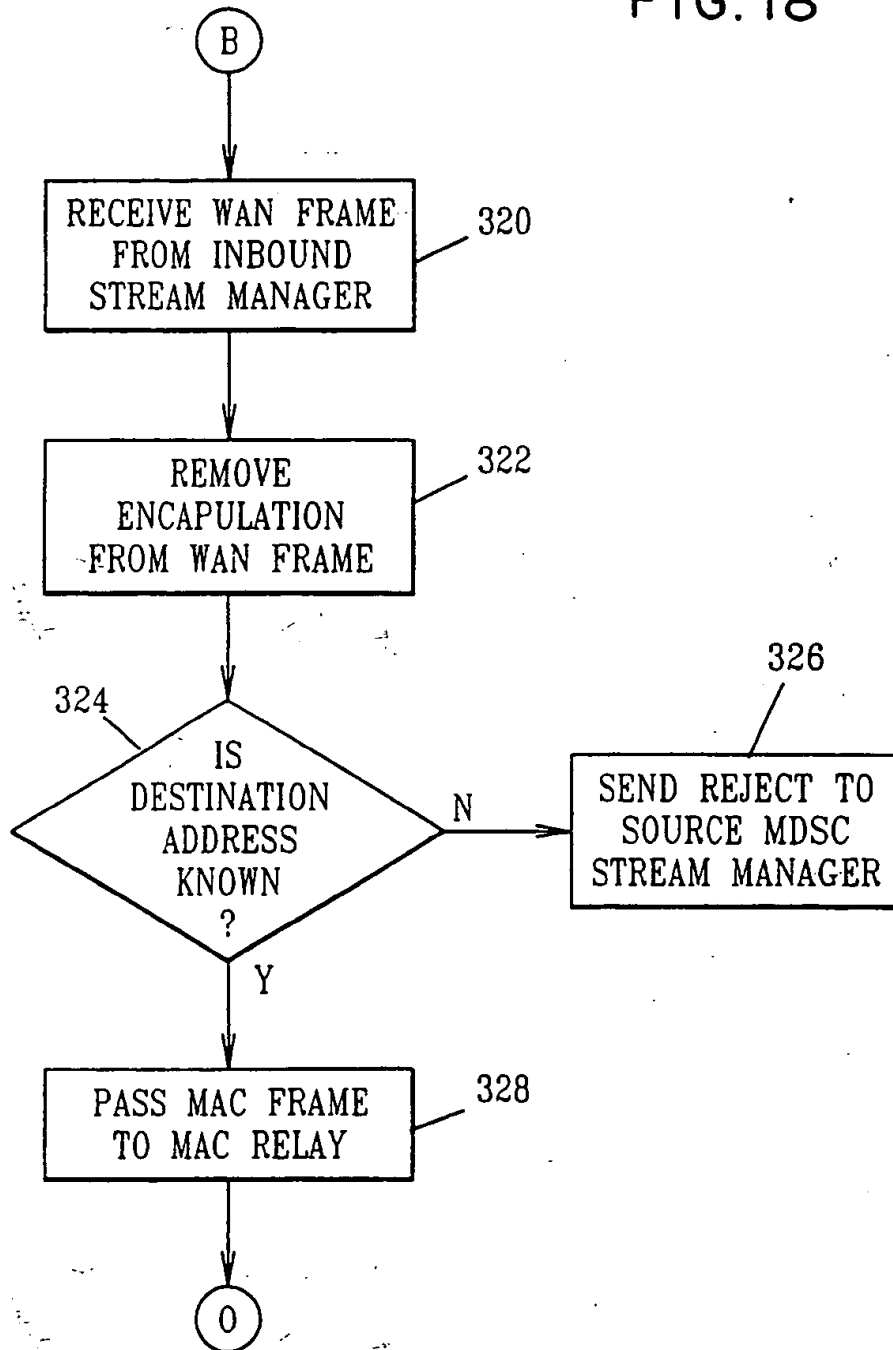 FIG. 18
B
RECEIVE WAN FRAME
FROM INBOUND
STREAM MANAGER
320
REMOVE
ENCAPULATION
FROM WAN FRAME
322
324
IS
DESTINATION
ADDRESS
KNOWN
?
N
Y
326
SEND REJECT TO
SOURCE MDSC
STREAM MANAGER
PASS MAC FRAME
TO MAC RELAY
328
O